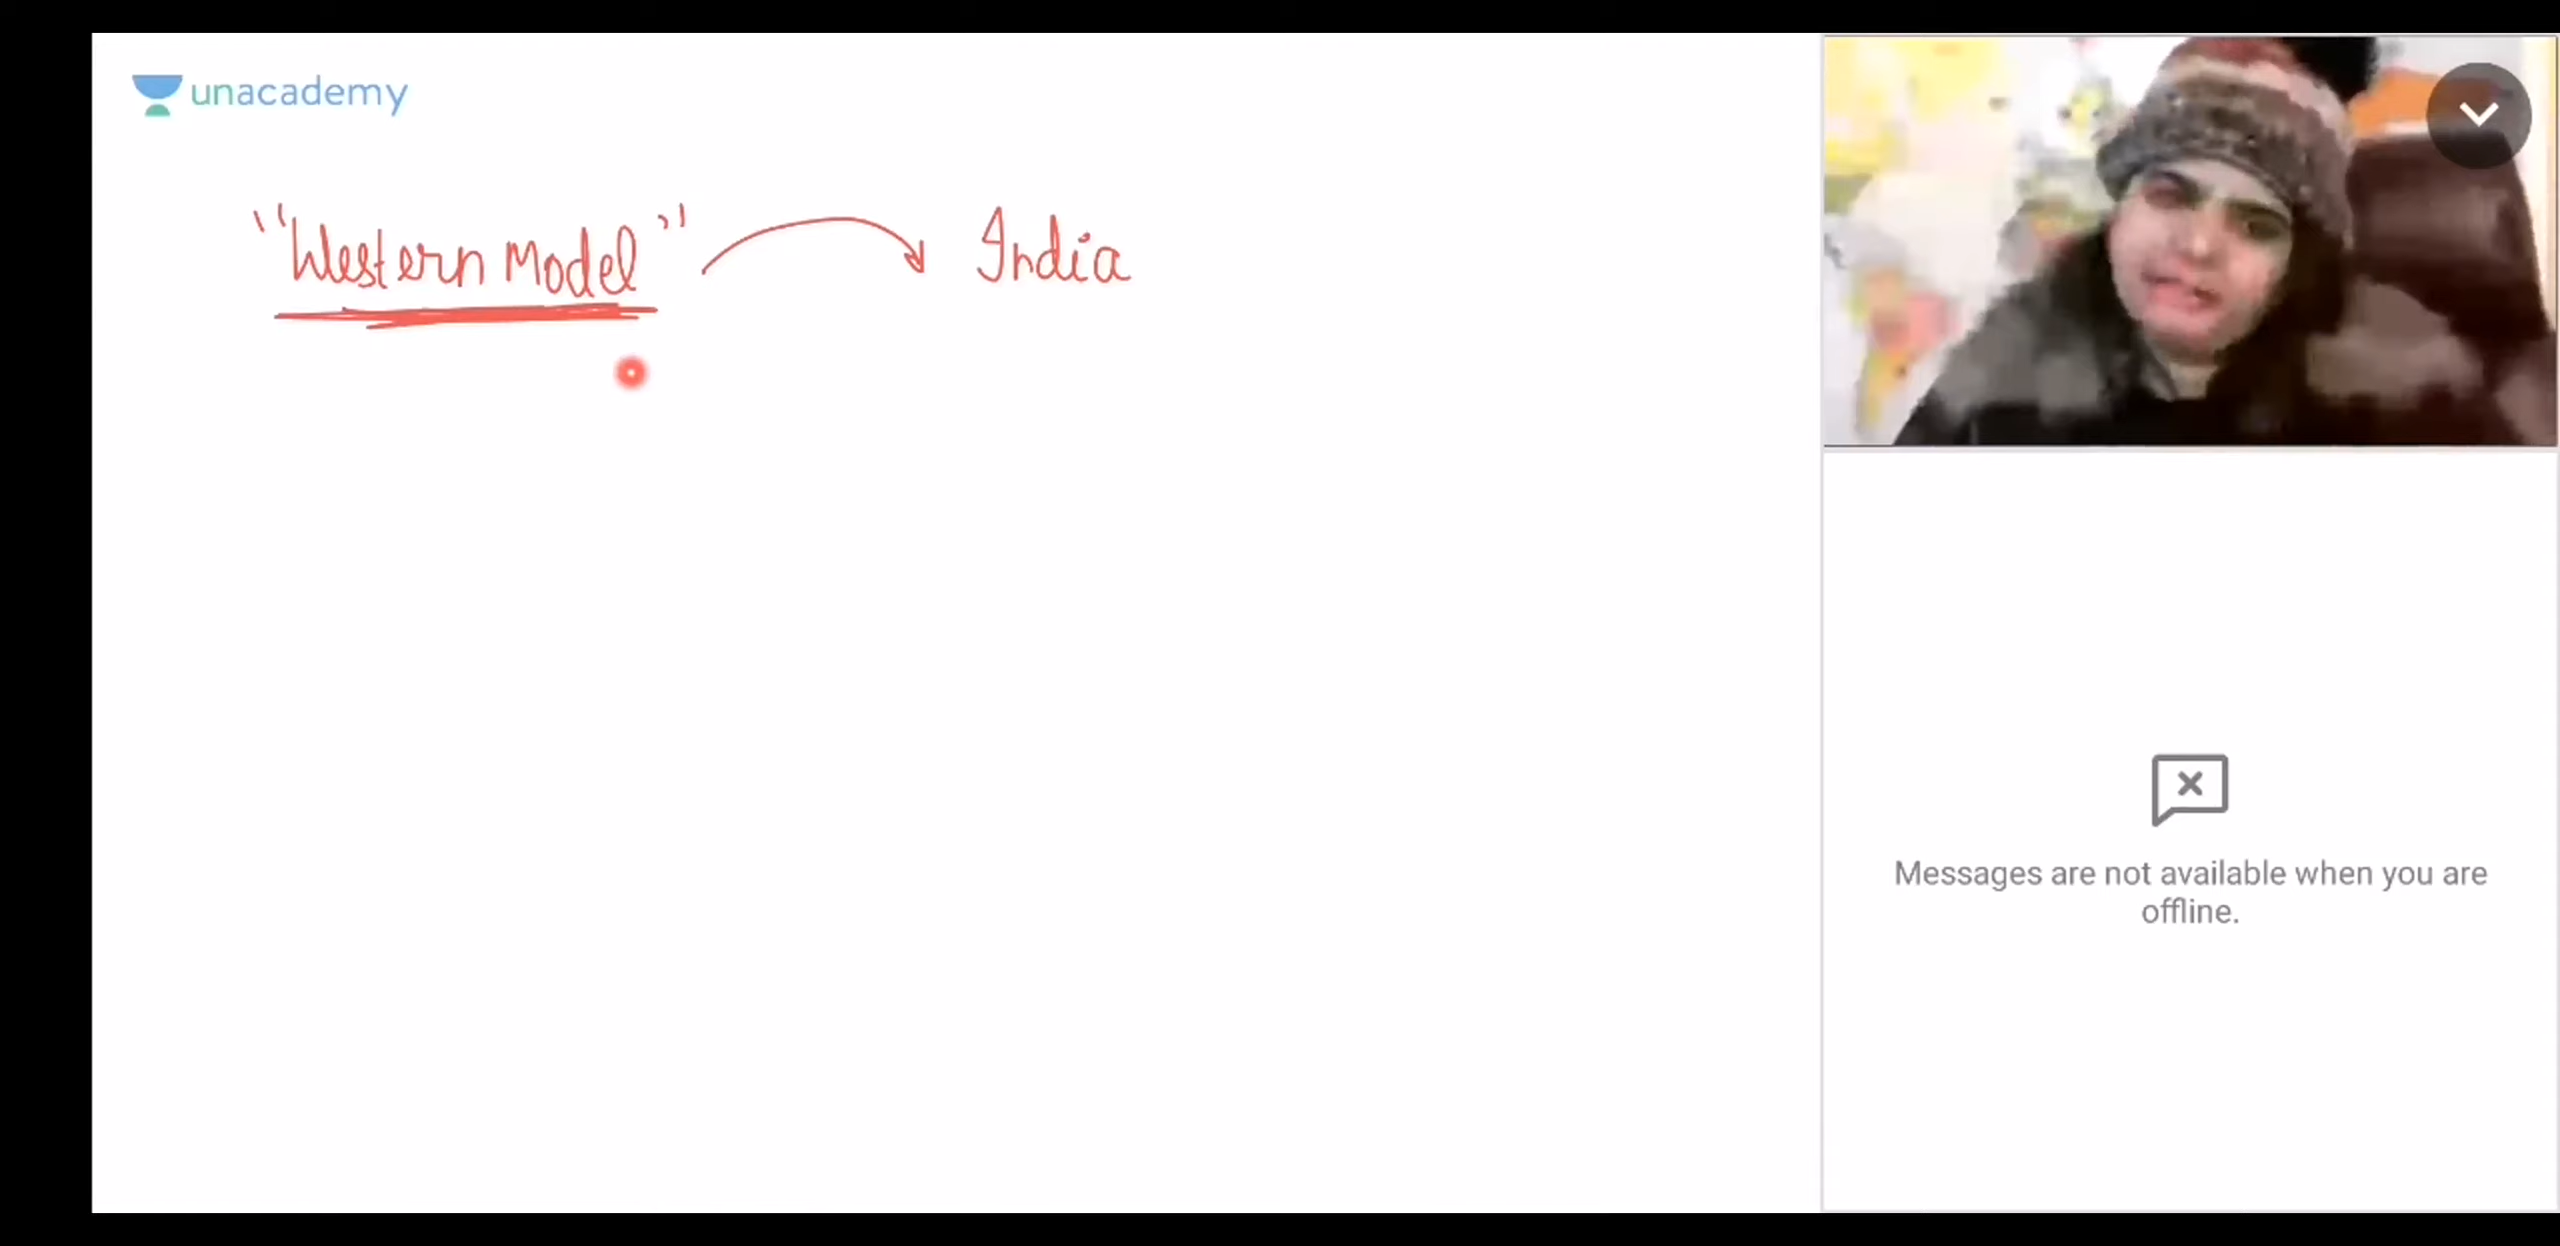 unacademy
"Western Model" India
Messages are not available when you are
offline.